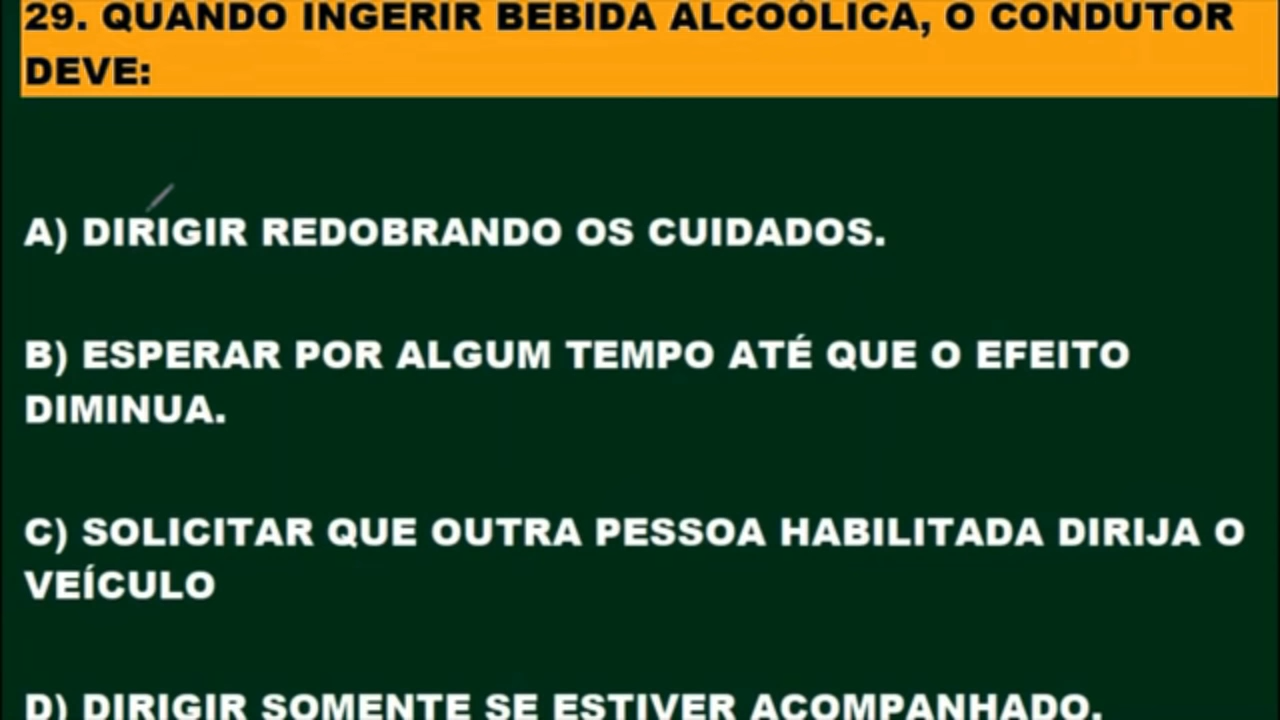 29. QUANDO INGERIR BEBIDA ALCOÓLICA, O CONDUTOR
DEVE:
A) DIRIGIR REDOBRANDO OS CUIDADOS.
B) ESPERAR POR ALGUM TEMPO ATÉ QUE O EFEITO
DIMINUA.
C) SOLICITAR QUE OUTRA PESSOA HABILITADA DIRIJA O
VEÍCULO
D) DIRIGIR SOMENTE SE ESTIVER ACOMPANHADO.